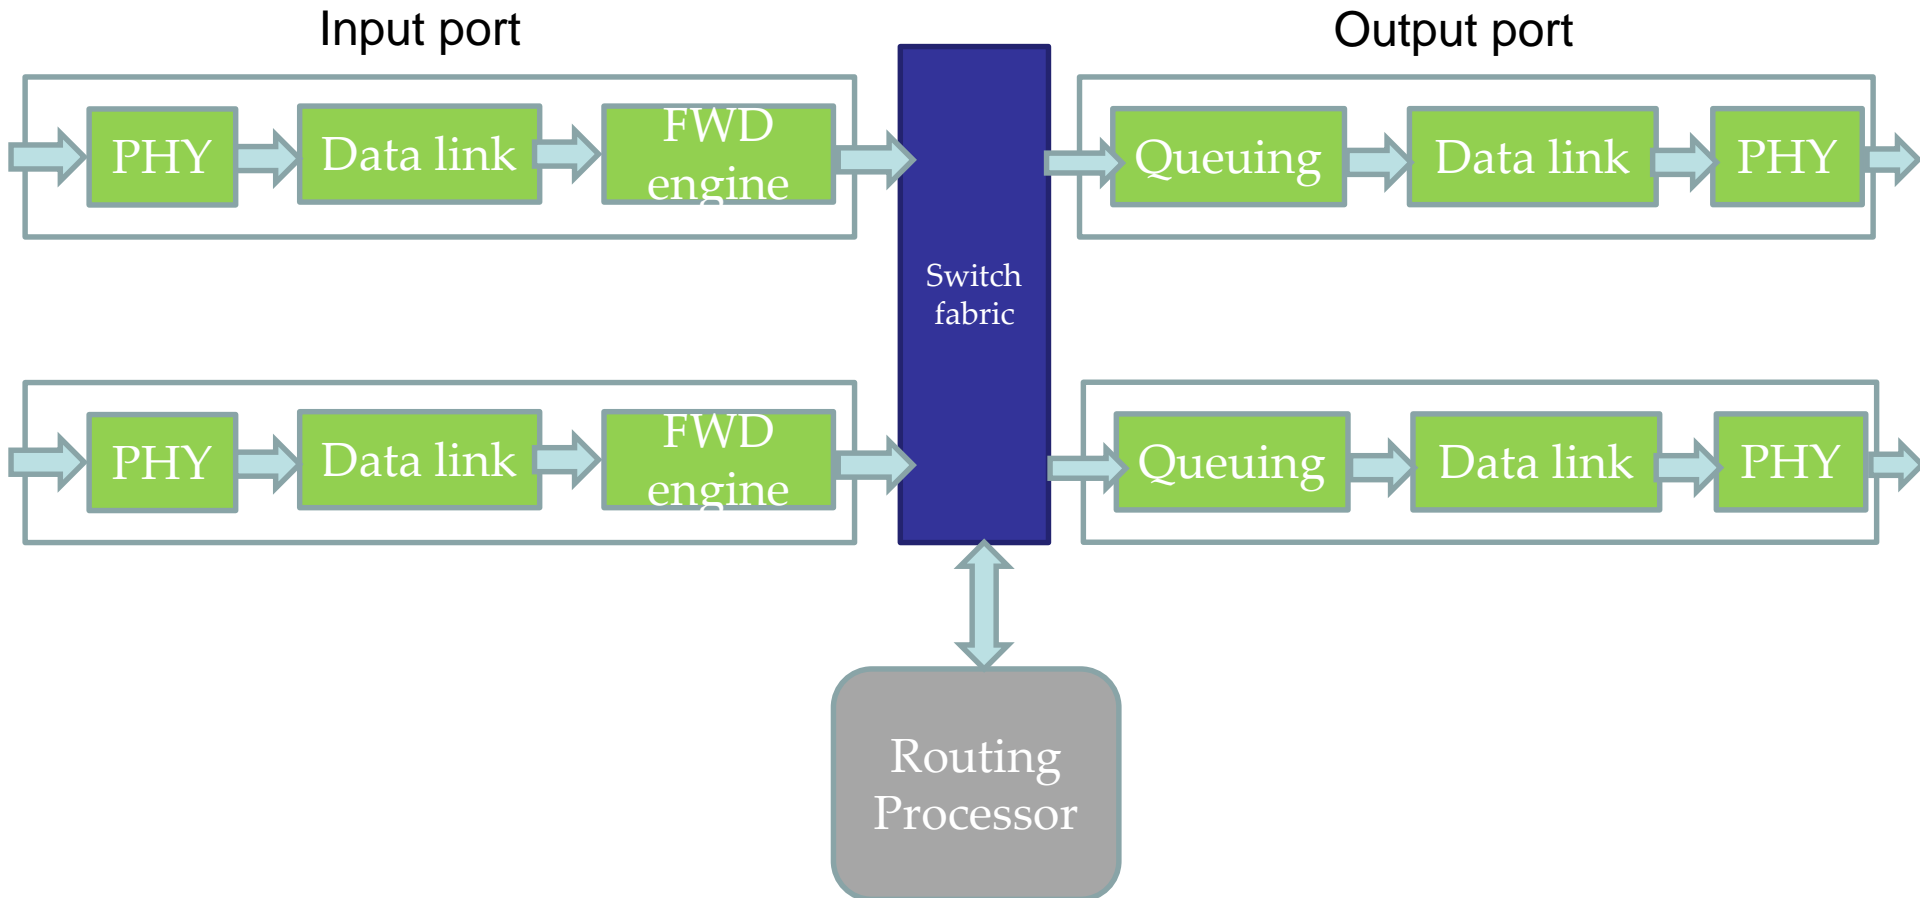 Input port
Output port
PHY
Data link
FWD
engine
Switch
fabric
Queuing
Data link
PHY
PHY
Data link
FWD
engine
Queuing
Data link
PHY
Routing
Processor